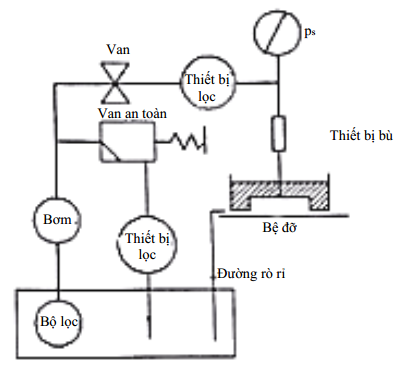 Van
pₛ
Thiết bị
lọc
Van an toàn
Thiết bị bù
Bơm
Thiết bị
lọc
Bệ đỡ
Đường rò rỉ
Bộ lọc